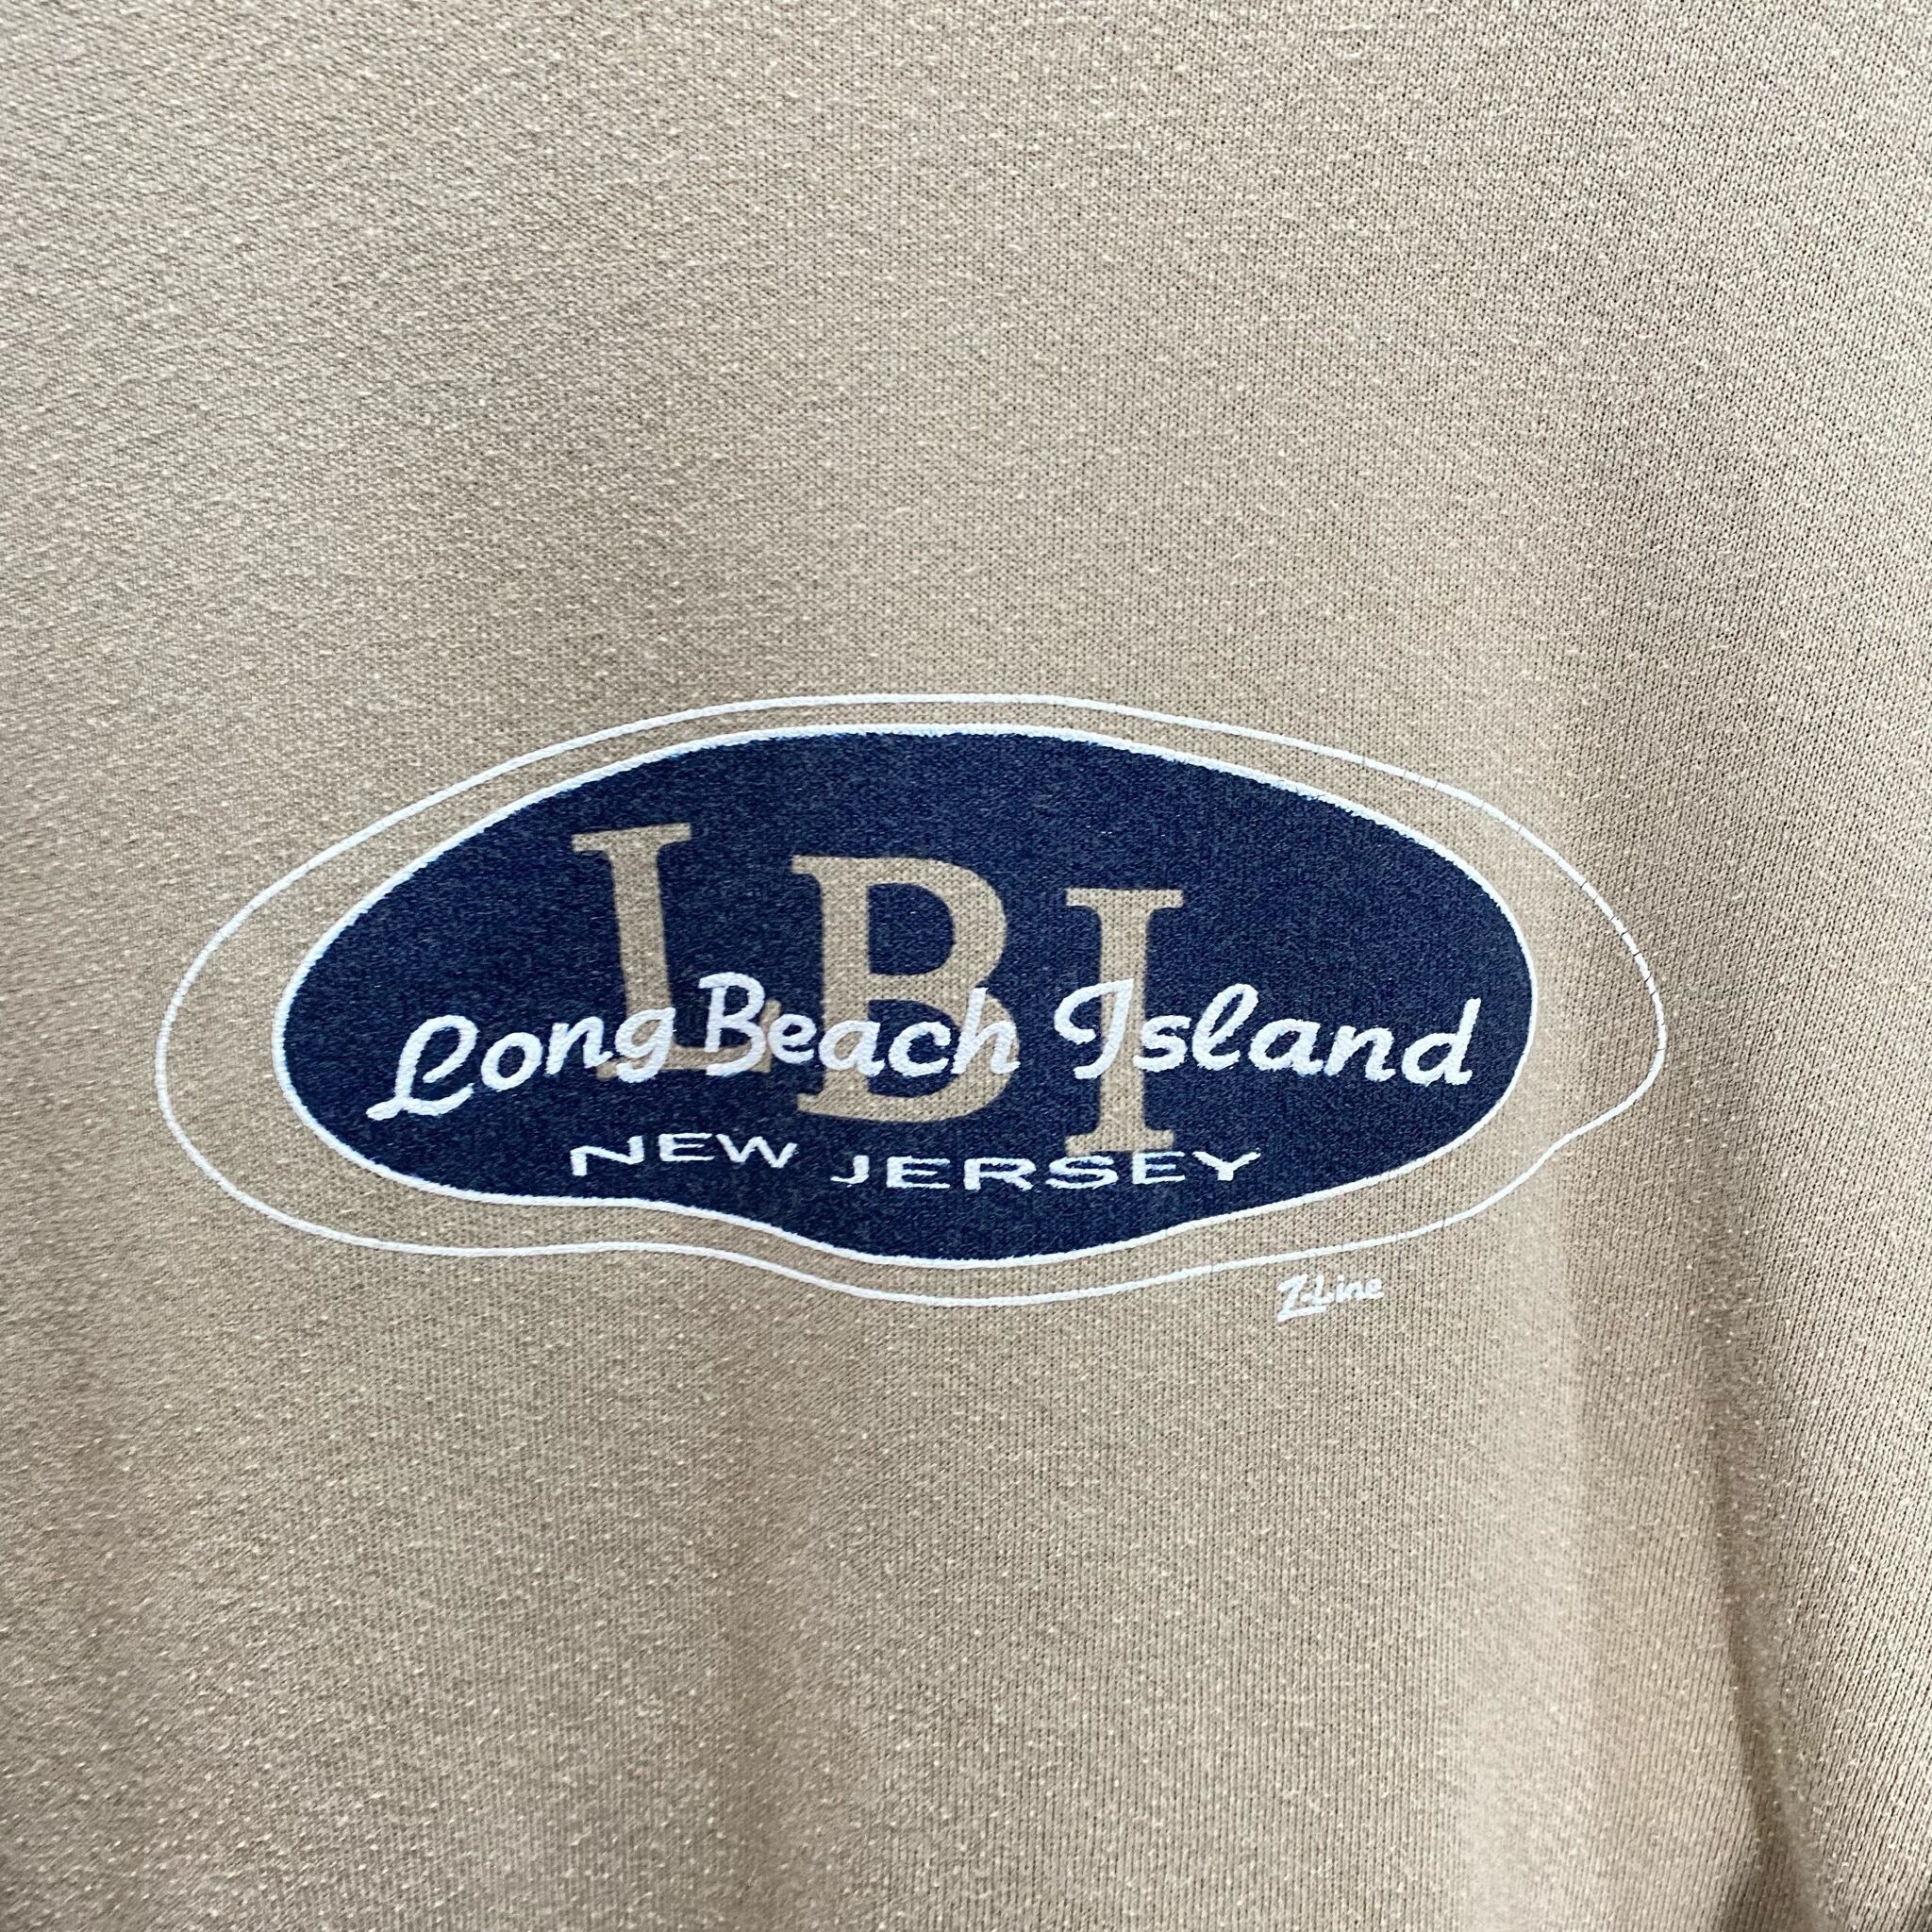 LBI
Long Beach Island
NEW JERSEY
Z-Line